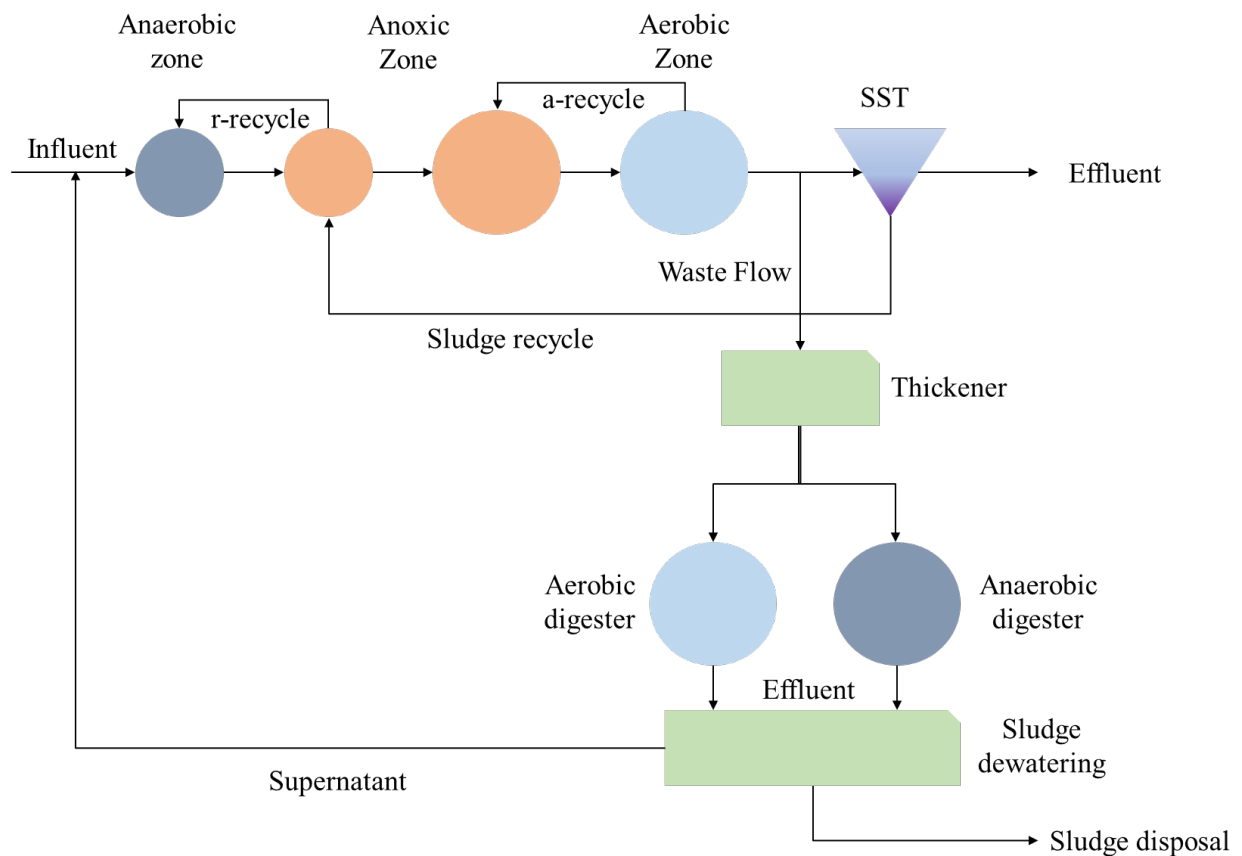 Anaerobic
zone
Anoxic
Zone
Aerobic
Zone
r-recycle
a-recycle
SST
Influent
Effluent
Waste Flow
Sludge recycle
Thickener
Aerobic
digester
Anaerobic
digester
Effluent
Sludge
dewatering
Supernatant
Sludge disposal